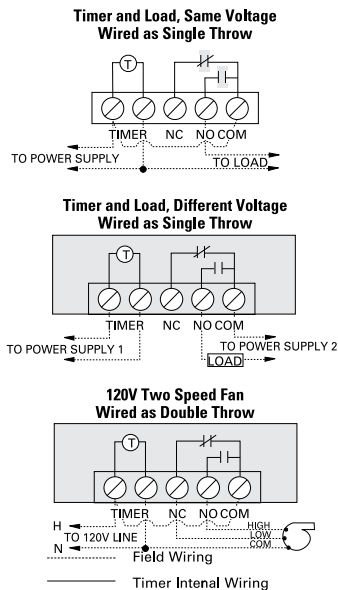 Timer and Load, Same Voltage
Wired as Single Throw
T
TIMER NC NO COM
TO POWER SUPPLY
TO LOAD
Timer and Load, Different Voltage
Wired as Single Throw
T
TIMER NC NO COM
TO POWER SUPPLY 1
TO POWER SUPPLY 2
LOAD
120V Two Speed Fan
Wired as Double Throw
T
TIMER NC NO COM
H
HIGH
TO 120V LINE
LOW
N
COM
Field Wiring
Timer Intenal Wiring